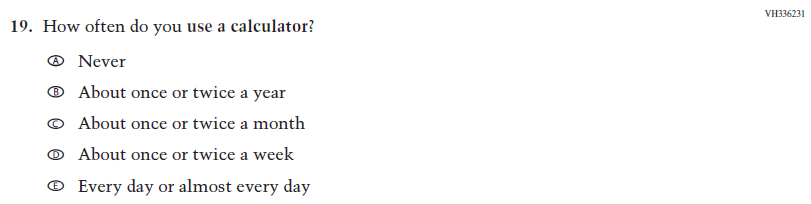 VH336231
19. How often do you use a calculator?
A Never
B About once or twice a year
C About once or twice a month
D About once or twice a week
E Every day or almost every day